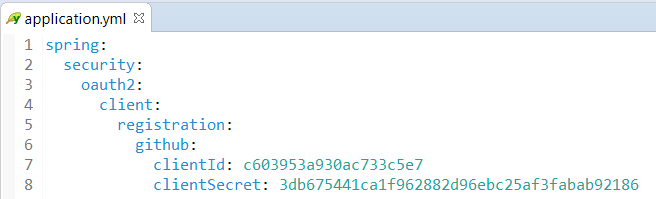 application.yml
1 spring:
2 security:
3 oauth2:
4 client:
5 registration:
6 github:
7 clientId: c603953a930ac733c5e7
8 clientSecret: 3db675441ca1f962882d96ebc25af3fabab92186